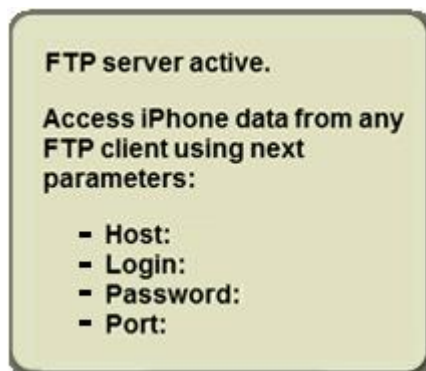 FTP server active.
Access iPhone data from any
FTP client using next
parameters:
- Host:
- Login:
- Password:
- Port: